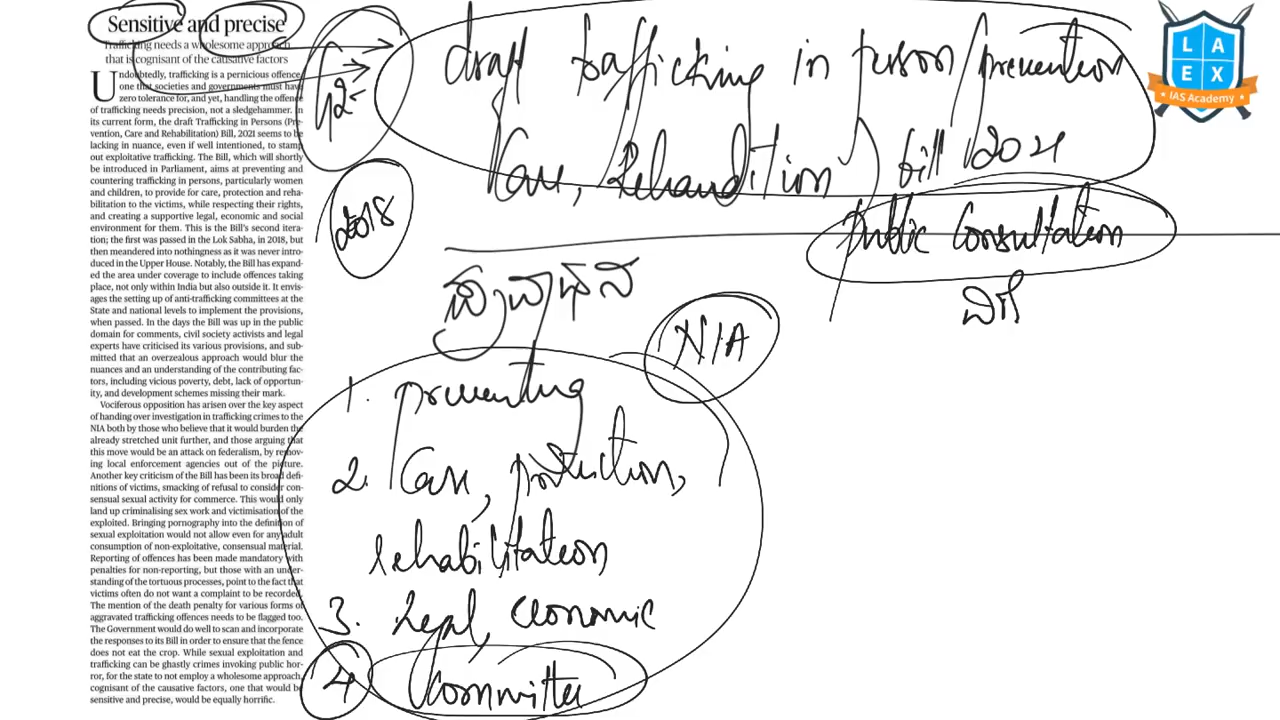 Sensitive and precise
Trafficking needs a wholesome approach
that is cognisant of the causative factors
Undoubtedly, trafficking is a pernicious offence
one that societies and governments must have
zero tolerance for, and yet, handling the offence
of trafficking needs precision, not a sledgehammer. In
its current form, the draft Trafficking in Persons (Pre-
vention, Care and Rehabilitation) Bill, 2021 seems to be
lacking in nuance, even if well intentioned, to stamp
out exploitative trafficking. The Bill, which will shortly
be introduced in Parliament, aims at preventing and
countering trafficking in persons, particularly women
and children, to provide for care, protection and reha-
bilitation to the victims, while respecting their rights,
and creating a supportive legal, economic and social
environment for them. This is the Bill's second itera-
tion; the first was passed in the Lok Sabha, in 2018, but
then meandered into nothingness as it was never intro-
duced in the Upper House. Notably, the Bill has expand-
ed the area under coverage to include offences taking
place, not only within India but also outside it. It envis-
ages the setting up of anti-trafficking committees at the
State and national levels to implement the provisions,
when passed. In the days the Bill was up in the public
domain for comments, civil society activists and legal
experts have criticised its various provisions, and sub-
mitted that an overzealous approach would blur the
nuances and an understanding of the contributing fac-
tors, including vicious poverty, debt, lack of opportun-
ity, and development schemes missing their mark.
Vociferous opposition has arisen over the key aspect
of handing over investigation in trafficking crimes to the
NIA both by those who believe that it would burden the
already stretched unit further, and those arguing that
this move would be an attack on federalism, by remov-
ing local enforcement agencies out of the picture.
Another key criticism of the Bill has been its broad defi-
nitions of victims, smacking of refusal to consider con-
sensual sexual activity for commerce. This would only
land up criminalising sex work and victimisation of the
exploited. Bringing pornography into the definition of
sexual exploitation would not allow even for any adult
consumption of non-exploitative, consensual material.
Reporting of offences has been made mandatory with
penalties for non-reporting, but those with an under-
standing of the tortuous processes, point to the fact that
victims often do not want a complaint to be recorded.
The mention of the death penalty for various forms of
aggravated trafficking offences needs to be flagged too.
The Government would do well to scan and incorporate
the responses to its Bill in order to ensure that the fence
does not eat the crop. While sexual exploitation and
trafficking can be ghastly crimes invoking public hor-
ror, for the state to not employ a wholesome approach,
cognisant of the causative factors, one that would be
sensitive and precise, would be equally horrific.
draft trafficking in person (prevention
Care, ) bill 2021
2018
public Consultation
NIA
1. preventing
2. Care, protection,
rehabilitation
3. Legal, economic
4 Committee
LA
EX
IAS Academy